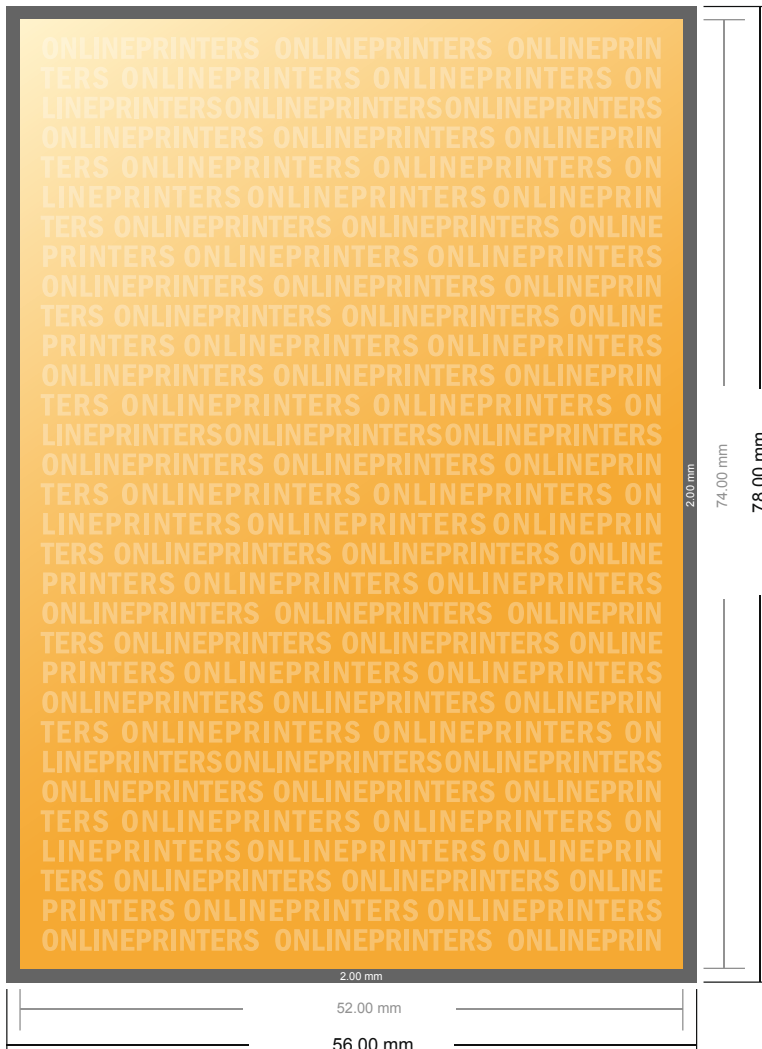 ONLINEPRINTERS ONLINEPRINTERS ONLINEPRIN
TERS ONLINEPRINTERS ONLINEPRINTERS ON
LINEPRINTERSONLINEPRINTERSONLINEPRINTERS
ONLINEPRINTERS ONLINEPRINTERS ONLINEPRIN
TERS ONLINEPRINTERS ONLINEPRINTERS ON
LINEPRINTERS ONLINEPRINTERS ONLINEPRIN
TERS ONLINEPRINTERS ONLINEPRINTERS ONLINE
PRINTERS ONLINEPRINTERS ONLINEPRINTERS
ONLINEPRINTERS ONLINEPRINTERS ONLINEPRIN
TERS ONLINEPRINTERS ONLINEPRINTERS ONLINE
PRINTERS ONLINEPRINTERS ONLINEPRINTERS
ONLINEPRINTERS ONLINEPRINTERS ONLINEPRIN
TERS ONLINEPRINTERS ONLINEPRINTERS ON
LINEPRINTERSONLINEPRINTERSONLINEPRINTERS
ONLINEPRINTERS ONLINEPRINTERS ONLINEPRIN
TERS ONLINEPRINTERS ONLINEPRINTERS ON
LINEPRINTERS ONLINEPRINTERS ONLINEPRIN
TERS ONLINEPRINTERS ONLINEPRINTERS ONLINE
PRINTERS ONLINEPRINTERS ONLINEPRINTERS
ONLINEPRINTERS ONLINEPRINTERS ONLINEPRIN
TERS ONLINEPRINTERS ONLINEPRINTERS ONLINE
PRINTERS ONLINEPRINTERS ONLINEPRINTERS
ONLINEPRINTERS ONLINEPRINTERS ONLINEPRIN
TERS ONLINEPRINTERS ONLINEPRINTERS ON
LINEPRINTERSONLINEPRINTERSONLINEPRINTERS
ONLINEPRINTERS ONLINEPRINTERS ONLINEPRIN
TERS ONLINEPRINTERS ONLINEPRINTERS ON
LINEPRINTERS ONLINEPRINTERS ONLINEPRIN
TERS ONLINEPRINTERS ONLINEPRINTERS ONLINE
PRINTERS ONLINEPRINTERS ONLINEPRINTERS
ONLINEPRINTERS ONLINEPRINTERS ONLINEPRIN
2.00 mm
74.00 mm
78.00 mm
2.00 mm
52.00 mm
56.00 mm